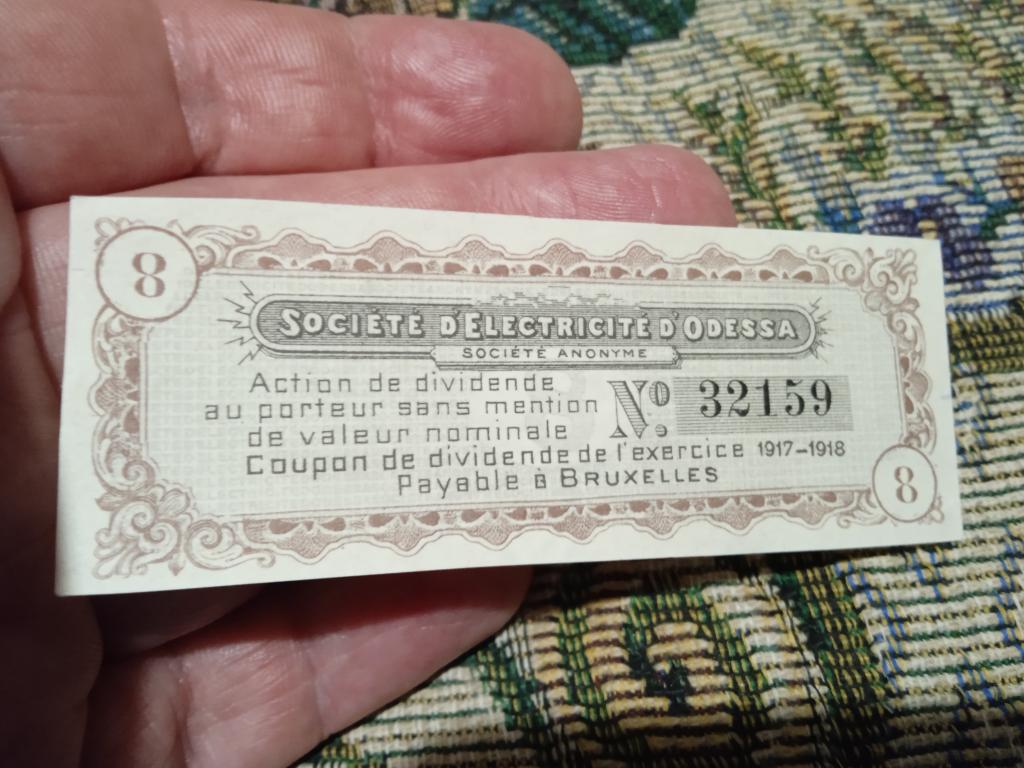 8
SOCIÉTÉ D'ELECTRICITÉ D'ODESSA
SOCIÉTÉ ANONYME
Action de dividende
au porteur sans mention
de valeur nominale
No 32159
Coupon de dividende de l'exercice 1917-1918
Payable à BRUXELLES
8